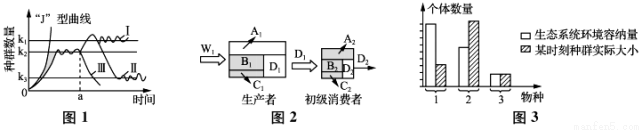 "J"型曲线
种群数量
k₁
k₂
k₃
0
a
时间
Ⅰ
Ⅱ
Ⅲ
图 1
W₁
A₁
B₁
C₁
D₁
生产者
D₁
A₂
B₂
C₂
D₂
D₂
初级消费者
图 2
个体数量
生态系统环境容纳量
某时刻种群实际大小
1
2
3
物种
图 3